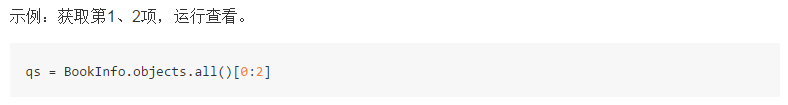 示例：获取第1、2项，运行查看。
qs = BookInfo.objects.all()[0:2]